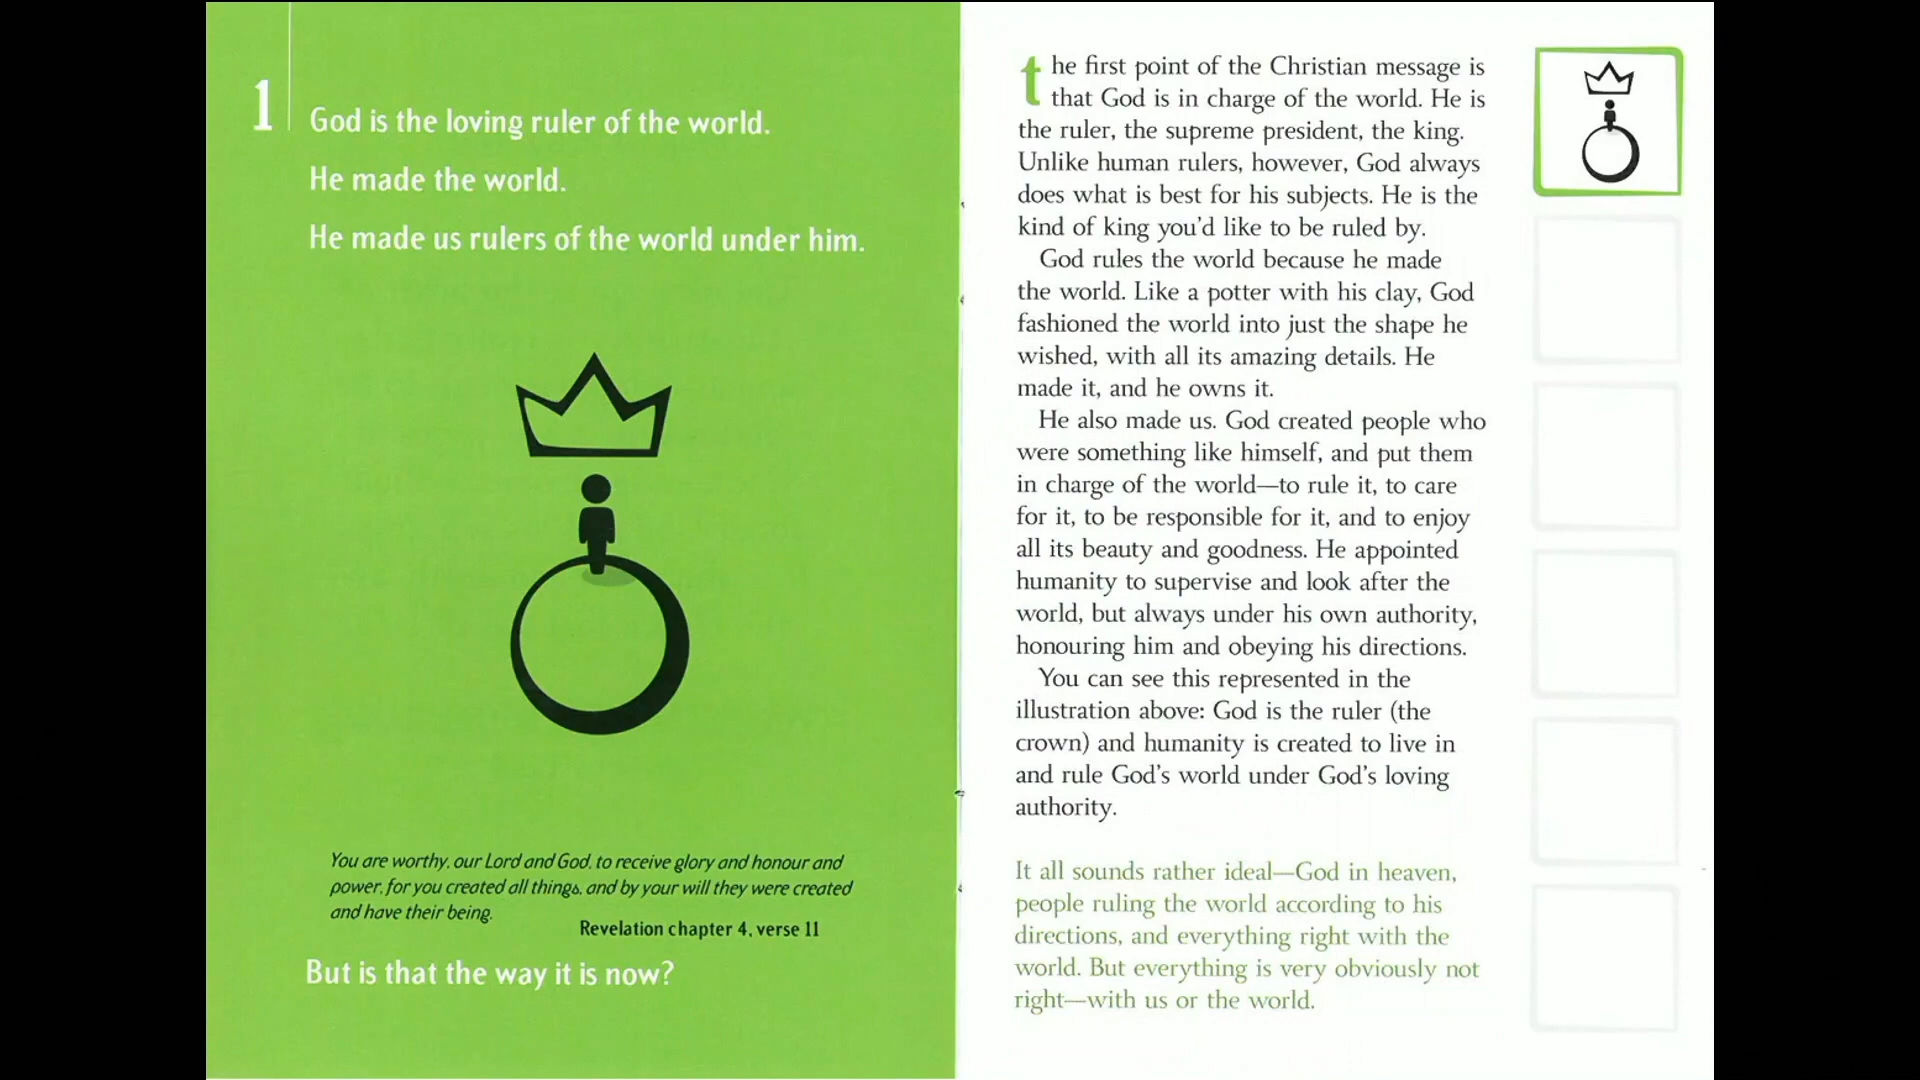 1
God is the loving ruler of the world.
He made the world.
He made us rulers of the world under him.
You are worthy, our Lord and God, to receive glory and honour and
power, for you created all things, and by your will they were created
and have their being.
Revelation chapter 4, verse 11
But is that the way it is now?
the first point of the Christian message is
that God is in charge of the world. He is
the ruler, the supreme president, the king.
Unlike human rulers, however, God always
does what is best for his subjects. He is the
kind of king you'd like to be ruled by.
God rules the world because he made
the world. Like a potter with his clay, God
fashioned the world into just the shape he
wished, with all its amazing details. He
made it, and he owns it.
He also made us. God created people who
were something like himself, and put them
in charge of the world—to rule it, to care
for it, to be responsible for it, and to enjoy
all its beauty and goodness. He appointed
humanity to supervise and look after the
world, but always under his own authority,
honouring him and obeying his directions.
You can see this represented in the
illustration above: God is the ruler (the
crown) and humanity is created to live in
and rule God's world under God's loving
authority.
It all sounds rather ideal—God in heaven,
people ruling the world according to his
directions, and everything right with the
world. But everything is very obviously not
right—with us or the world.